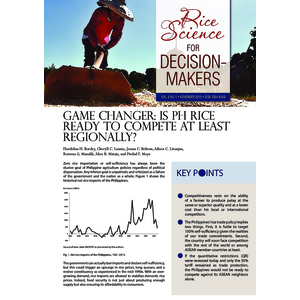 Rice
Science
FOR
DECISION-
MAKERS
GAME CHANGER: IS PH RICE
READY TO COMPETE AT LEAST
REGIONALLY?
Flordeliza H. Bordey, Cheryll C. Launio, Jesusa C. Beltran, Aileen C. Litonjua,
Rowena G. Manalili, Alice B. Mataia, and Piedad F. Moya
Zero rice importation or self-sufficiency has always been the
elusive goal of Philippine agriculture policies regardless of political
dispensation. Any inferior goal is unpatriotic and criticized as a failure
of the government and the nation as a whole. Figure 1 shows the
historical net rice imports of the Philippines.
Fig. 1. Net rice imports of the Philippines, 1961-2013.
The government can actually ban imports and declare self-sufficiency,
but this could trigger an upsurge in rice prices, long queues, and a
restive constituency as experienced in the mid-1990s. With an ever-
growing demand, rice imports are allowed to stabilize domestic rice
prices. Indeed, food security is not just about producing enough
supply but also ensuring its affordability to consumers.
KEY POINTS
Competitiveness rests on the ability
of a farmer to produce palay at the
same or superior quality and at a lower
cost than his local and international
competitors.
The Philippines' rice trade policy implies
two things. First, it is futile to target
100% self-sufficiency given the realities
of our trade commitments. Second,
the country will soon face competition
with the rest of the world or among
ASEAN member countries at least.
If the quantitative restrictions (QR)
were removed today and only the 35%
tariff remained as trade protection,
the Philippines would not be ready to
compete against its ASEAN neighbors
alone.